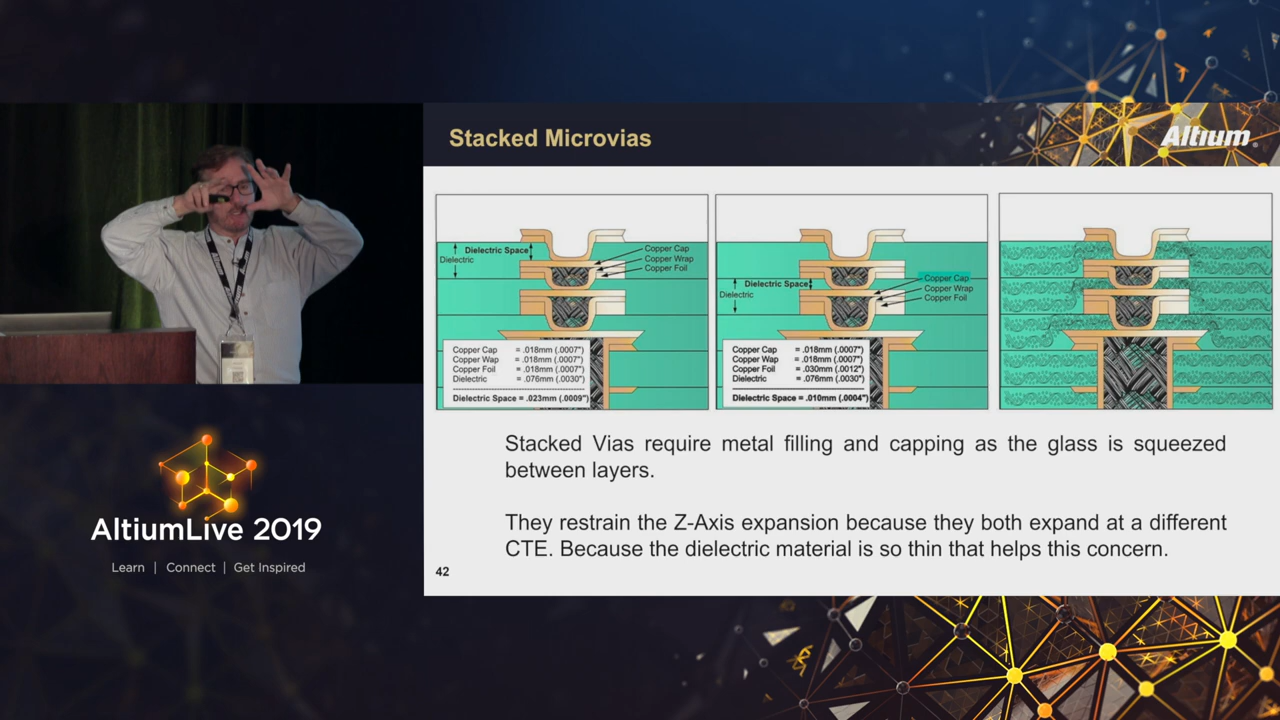 Stacked Microvias
Altium
Dielectric Space
Dielectric
Copper Cap
Copper Wrap
Copper Foil
Copper Cap = .018mm (.0007")
Copper Wap = .018mm (.0007")
Copper Foil = .018mm (.0007")
Dielectric = .076mm (.0030")
Dielectric Space = .023mm (.0009")
Dielectric Space
Dielectric
Copper Cap
Copper Wrap
Copper Foil
Copper Cap = .018mm (.0007")
Copper Wap = .018mm (.0007")
Copper Foil = .030mm (.0012")
Dielectric = .076mm (.0030")
Dielectric Space = .010mm (.0004")
Stacked Vias require metal filling and capping as the glass is squeezed
between layers.
They restrain the Z-Axis expansion because they both expand at a different
CTE. Because the dielectric material is so thin that helps this concern.
42
AltiumLive 2019
Learn | Connect | Get Inspired